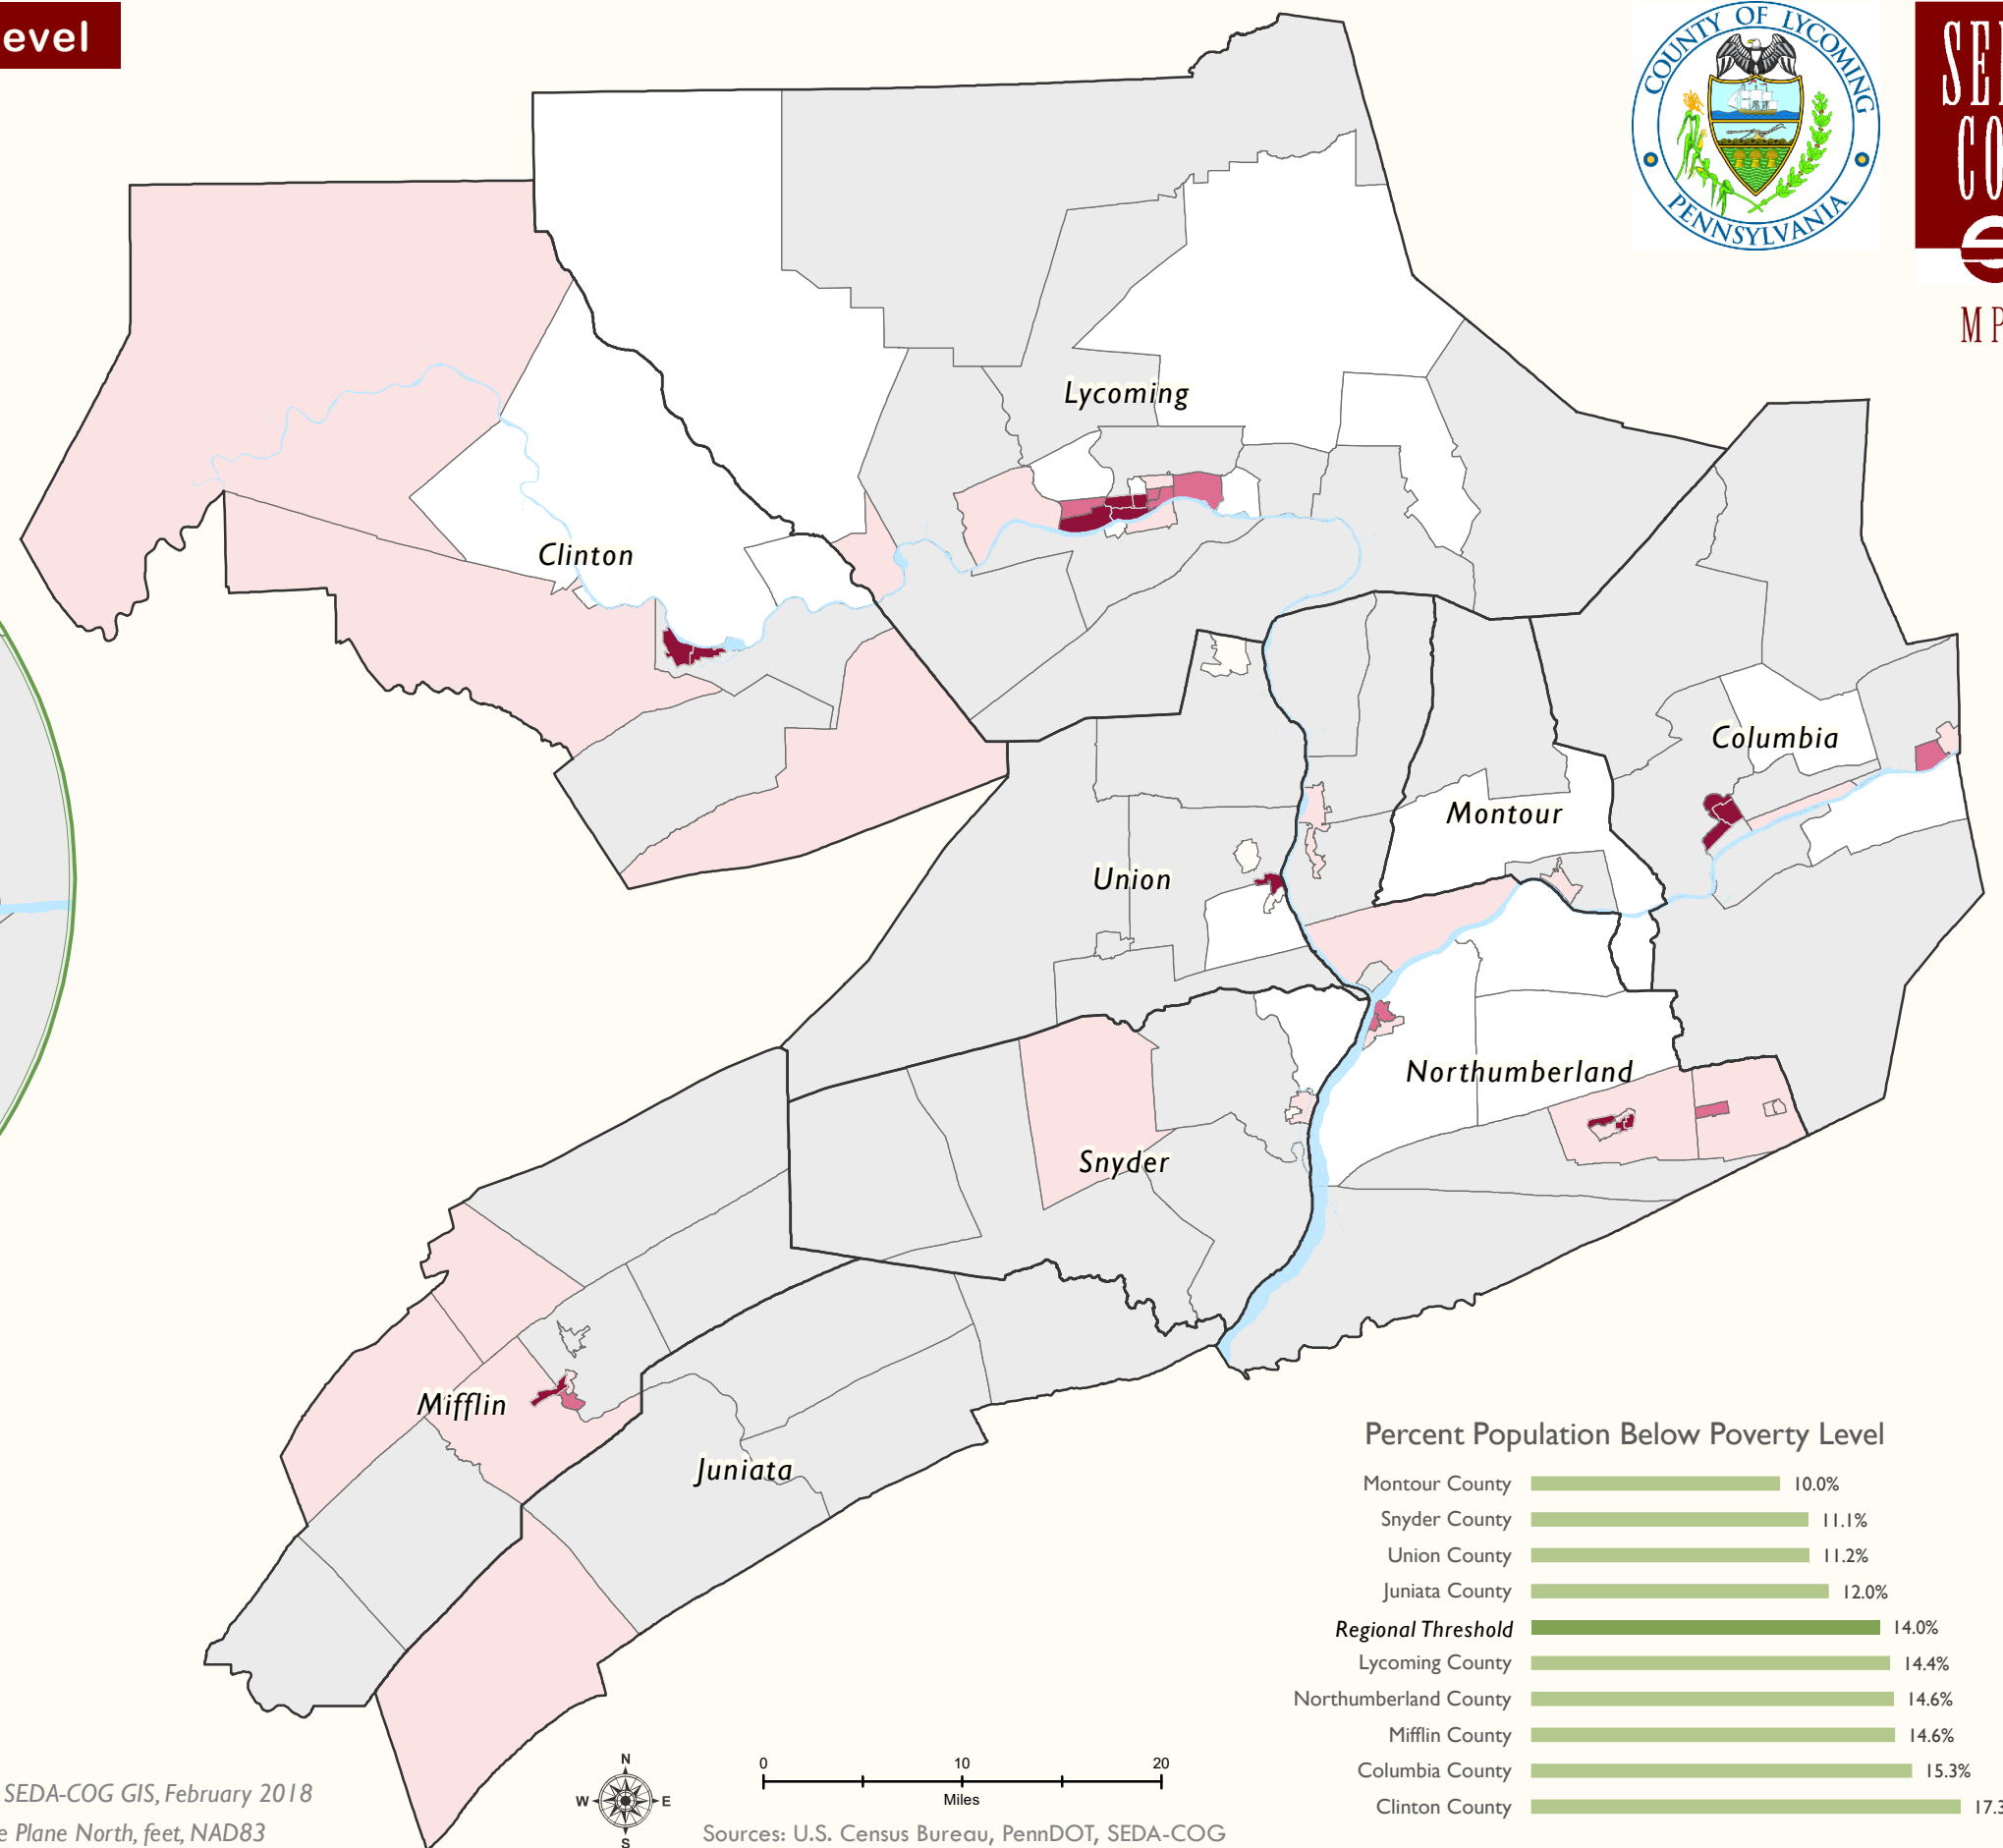 evel
COUNTY OF LYCOMING
PENNSYLVANIA
MP
Lycoming
Clinton
Columbia
Montour
Union
Northumberland
Snyder
Mifflin
Juniata
Percent Population Below Poverty Level
Montour County 10.0%
Snyder County 11.1%
Union County 11.2%
Juniata County 12.0%
Regional Threshold 14.0%
Lycoming County 14.4%
Northumberland County 14.6%
Mifflin County 14.6%
Columbia County 15.3%
Clinton County 17.3
N
W E
S
0 10 20
Miles
SEDA-COG GIS, February 2018
e Plane North, feet, NAD83
Sources: U.S. Census Bureau, PennDOT, SEDA-COG